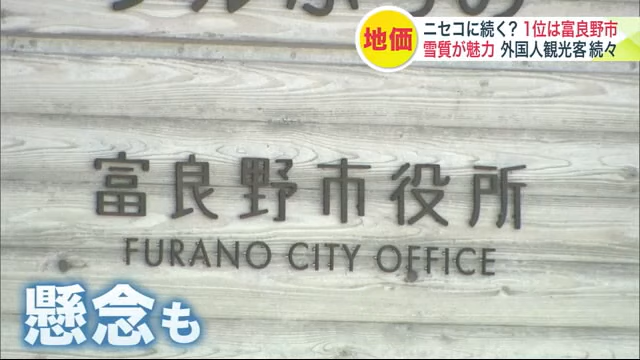 ニセコに続く?1位は富良野市
地価
雪質が魅力 外国人観光客続々
富良野市役所
FURANO CITY OFFICE
懸念も